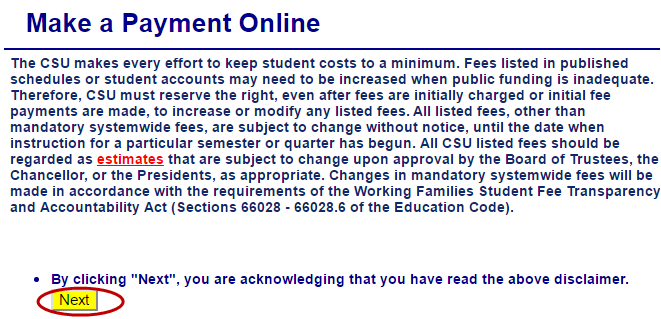 Make a Payment Online
The CSU makes every effort to keep student costs to a minimum. Fees listed in published
schedules or student accounts may need to be increased when public funding is inadequate.
Therefore, CSU must reserve the right, even after fees are initially charged or initial fee
payments are made, to increase or modify any listed fees. All listed fees, other than
mandatory systemwide fees, are subject to change without notice, until the date when
instruction for a particular semester or quarter has begun. All CSU listed fees should be
regarded as estimates that are subject to change upon approval by the Board of Trustees, the
Chancellor, or the Presidents, as appropriate. Changes in mandatory systemwide fees will be
made in accordance with the requirements of the Working Families Student Fee Transparency
and Accountability Act (Sections 66028 - 66028.6 of the Education Code).
• By clicking "Next", you are acknowledging that you have read the above disclaimer.
Next